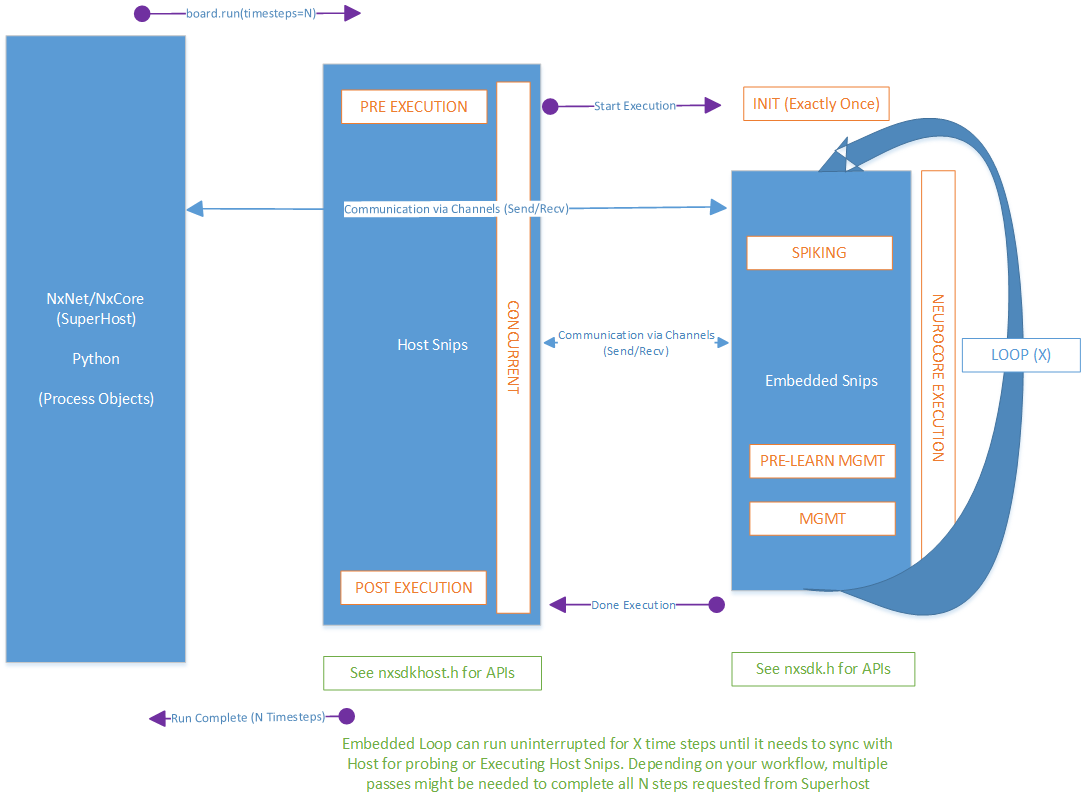 board.run(timesteps=N)
PRE EXECUTION
Start Execution
INIT (Exactly Once)
Communication via Channels (Send/Recv)
SPIKING
NxNet/NxCore
(SuperHost)
Python
(Process Objects)
Host Snips
CONCURRENT
Communication via Channels
(Send/Recv)
Embedded Snips
NEUROCORE EXECUTION
LOOP (X)
PRE-LEARN MGMT
MGMT
POST EXECUTION
Done Execution
See nxsdkhost.h for APIs
See nxsdk.h for APIs
Run Complete (N Timesteps)
Embedded Loop can run uninterrupted for X time steps until it needs to sync with
Host for probing or Executing Host Snips. Depending on your workflow, multiple
passes might be needed to complete all N steps requested from Superhost